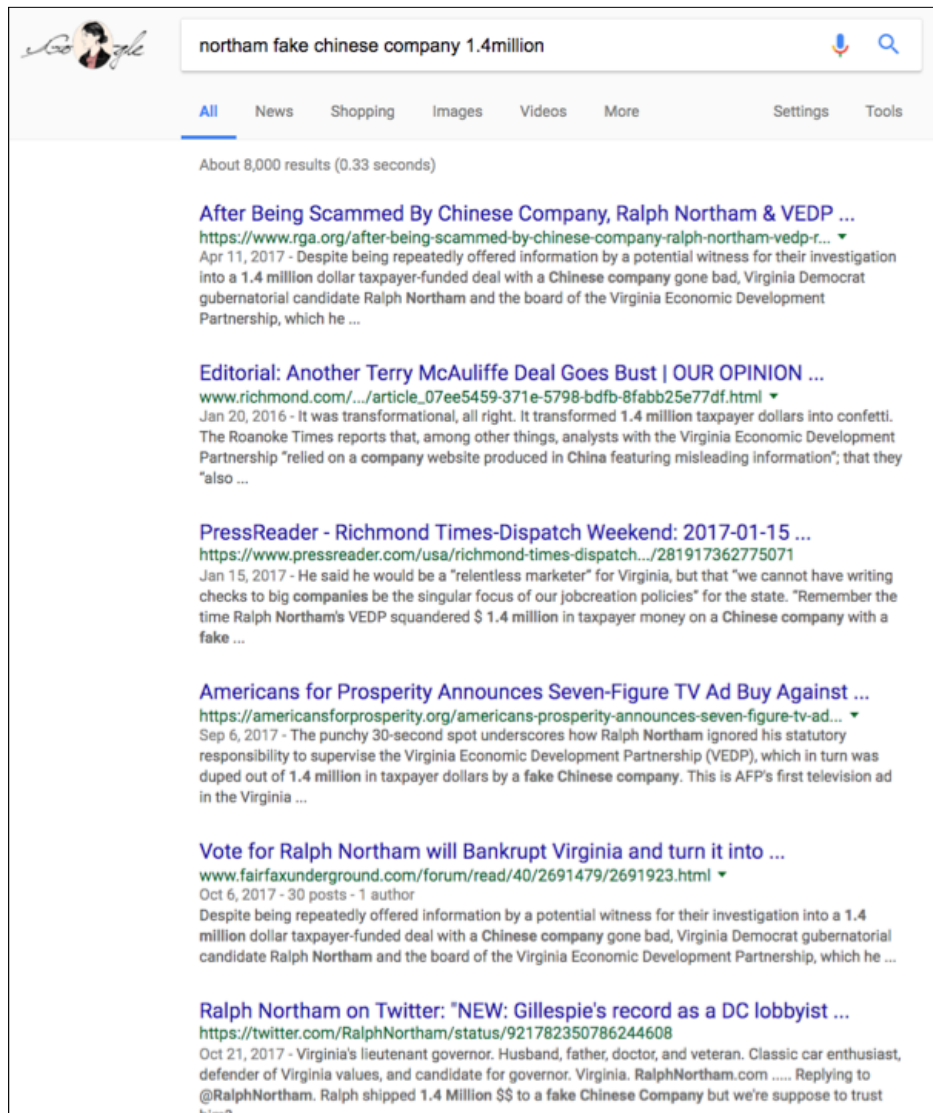 Google
northam fake chinese company 1.4million
All News Shopping Images Videos More Settings Tools
About 8,000 results (0.33 seconds)
After Being Scammed By Chinese Company, Ralph Northam & VEDP ...
https://www.rga.org/after-being-scammed-by-chinese-company-ralph-northam-vedp-r...
Apr 11, 2017 - Despite being repeatedly offered information by a potential witness for their investigation
into a 1.4 million dollar taxpayer-funded deal with a Chinese company gone bad, Virginia Democrat
gubernatorial candidate Ralph Northam and the board of the Virginia Economic Development
Partnership, which he ...
Editorial: Another Terry McAuliffe Deal Goes Bust | OUR OPINION ...
www.richmond.com/.../article_07ee5459-371e-5798-bdfb-8fabb25e77df.html
Jan 20, 2016 - It was transformational, all right. It transformed 1.4 million taxpayer dollars into confetti.
The Roanoke Times reports that, among other things, analysts with the Virginia Economic Development
Partnership “relied on a company website produced in China featuring misleading information”; that they
“also ...
PressReader - Richmond Times-Dispatch Weekend: 2017-01-15 ...
https://www.pressreader.com/usa/richmond-times-dispatch.../281917362775071
Jan 15, 2017 - He said he would be a “relentless marketer” for Virginia, but that “we cannot have writing
checks to big companies be the singular focus of our jobcreation policies” for the state. “Remember the
time Ralph Northam's VEDP squandered $ 1.4 million in taxpayer money on a Chinese company with a
fake ...
Americans for Prosperity Announces Seven-Figure TV Ad Buy Against ...
https://americansforprosperity.org/americans-prosperity-announces-seven-figure-tv-ad...
Sep 6, 2017 - The punchy 30-second spot underscores how Ralph Northam ignored his statutory
responsibility to supervise the Virginia Economic Development Partnership (VEDP), which in turn was
duped out of 1.4 million in taxpayer dollars by a fake Chinese company. This is AFP's first television ad
in the Virginia ...
Vote for Ralph Northam will Bankrupt Virginia and turn it into ...
www.fairfaxunderground.com/forum/read/40/2691479/2691923.html
Oct 6, 2017 - 30 posts - 1 author
Despite being repeatedly offered information by a potential witness for their investigation into a 1.4
million dollar taxpayer-funded deal with a Chinese company gone bad, Virginia Democrat gubernatorial
candidate Ralph Northam and the board of the Virginia Economic Development Partnership, which he ...
Ralph Northam on Twitter: "NEW: Gillespie's record as a DC lobbyist ...
https://twitter.com/RalphNortham/status/921782350786244608
Oct 21, 2017 - Virginia's lieutenant governor. Husband, father, doctor, and veteran. Classic car enthusiast,
defender of Virginia values, and candidate for governor. Virginia. RalphNortham.com ..... Replying to
@RalphNortham. Ralph shipped 1.4 Million $$ to a fake Chinese Company but we're suppose to trust